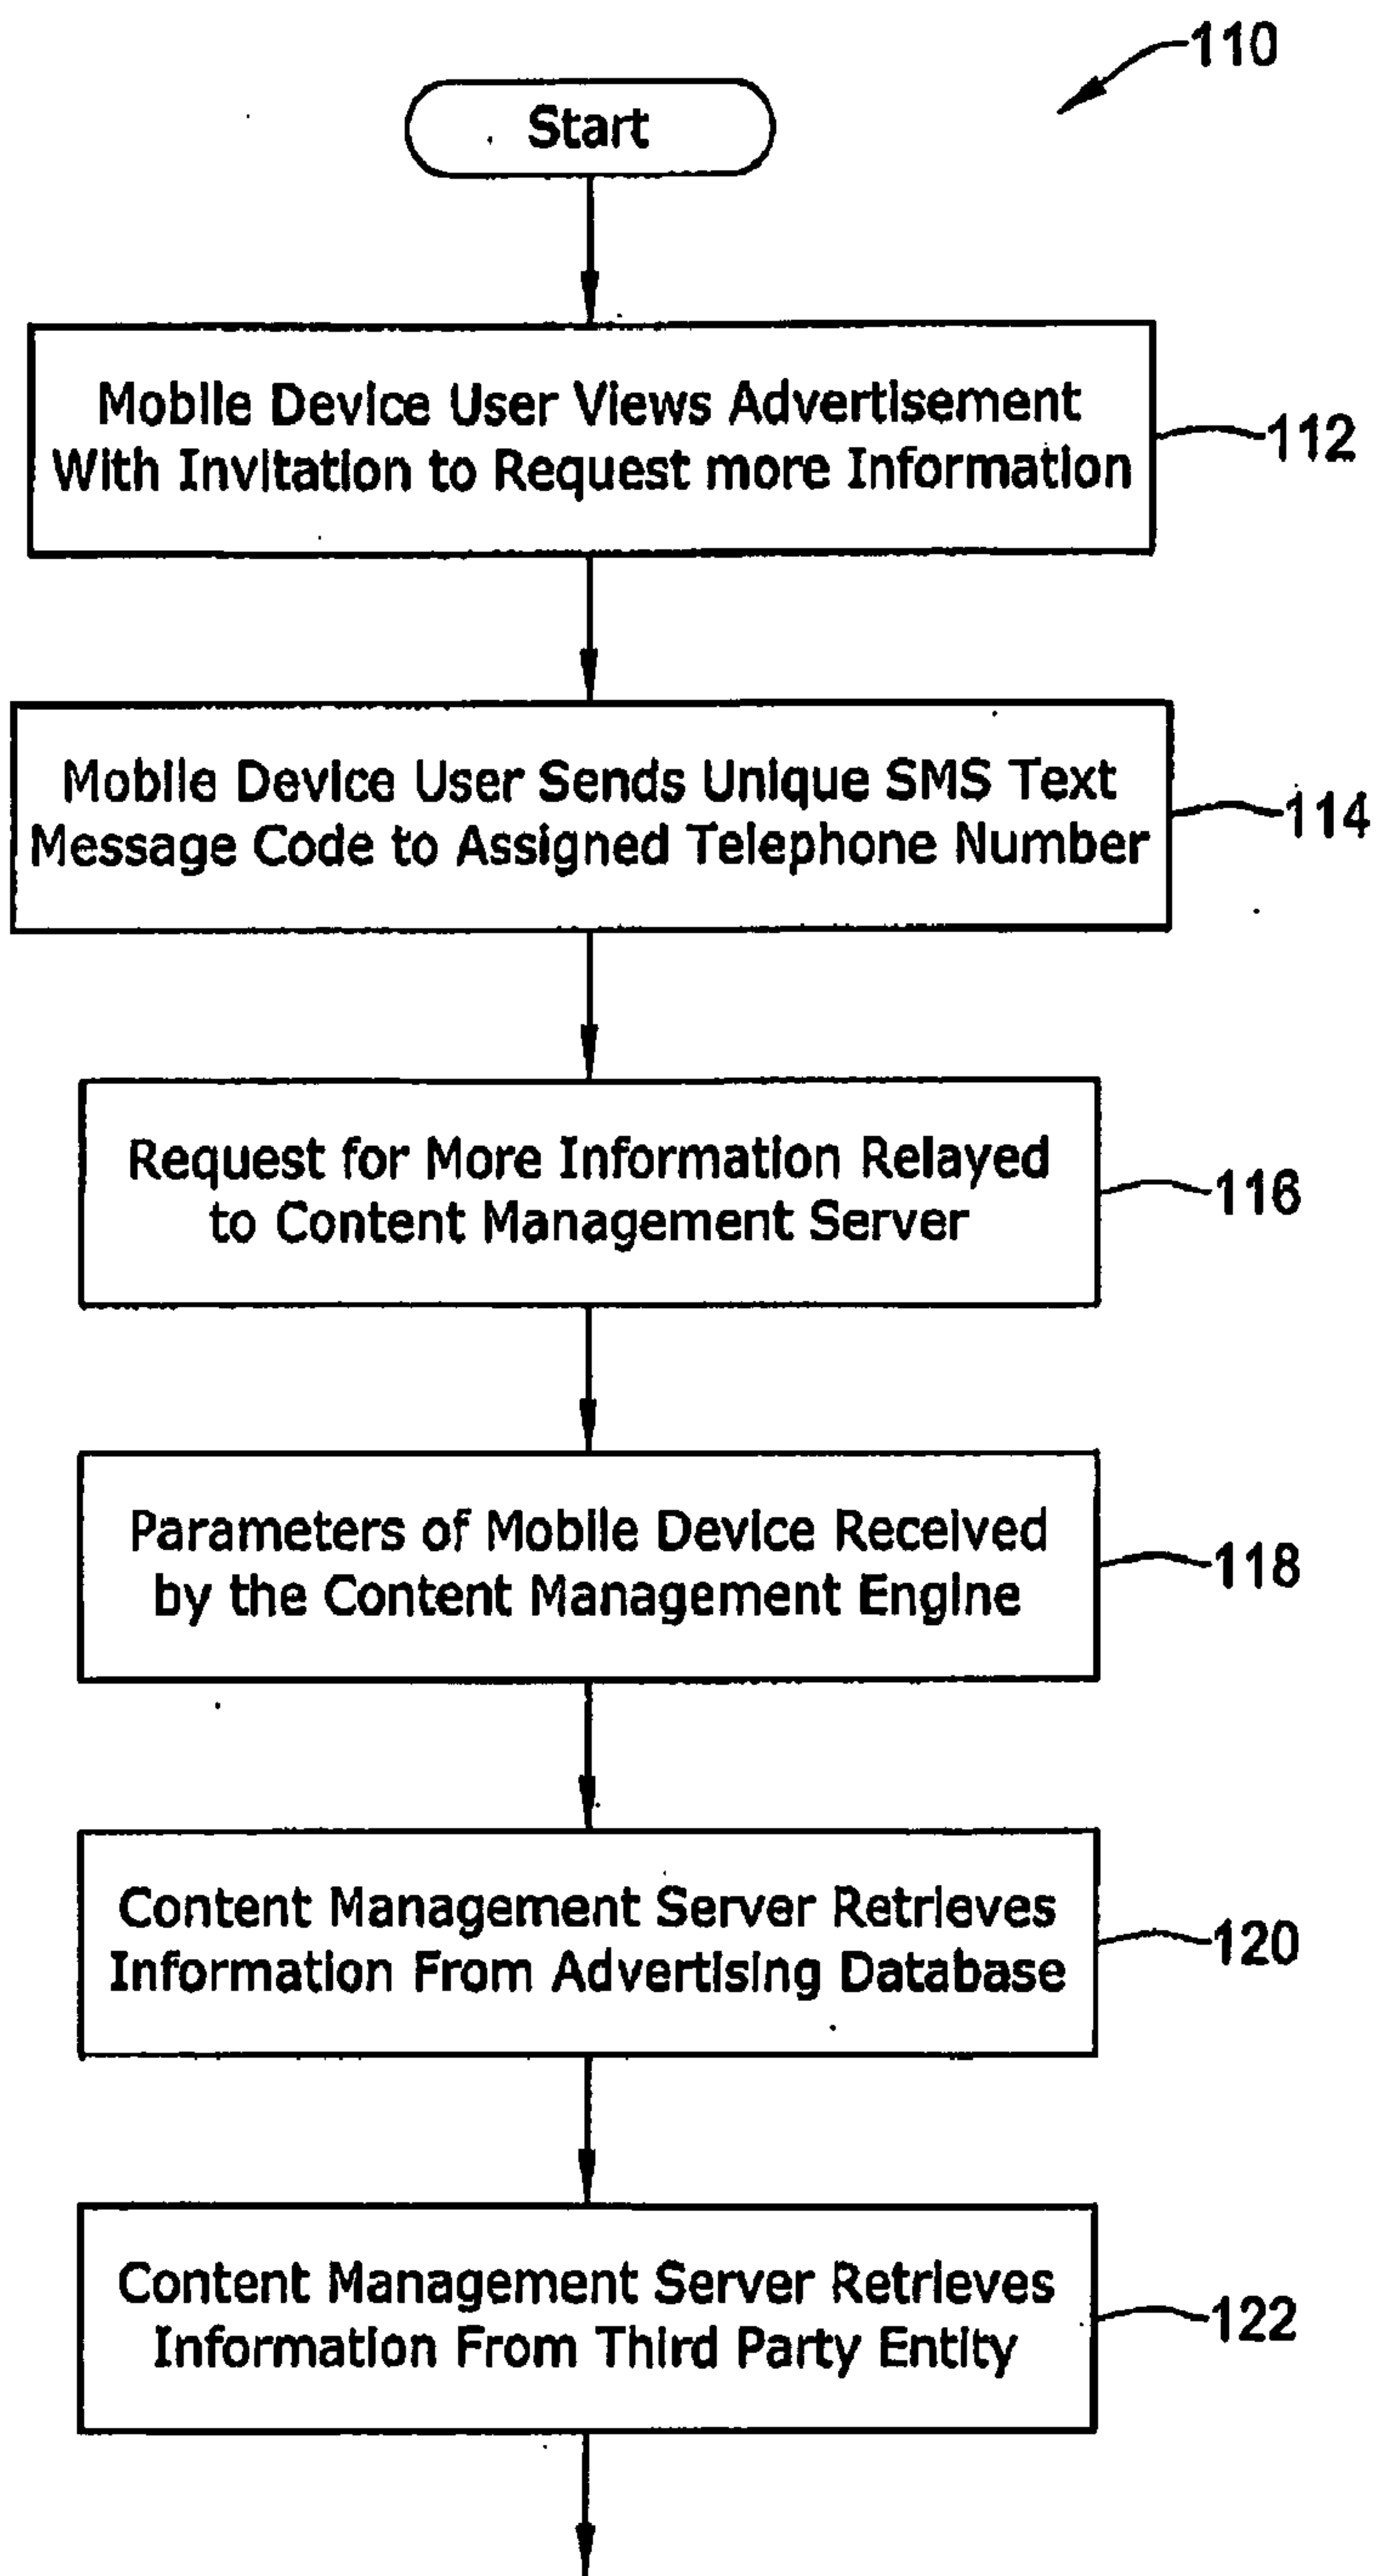 110
Start
Mobile Device User Views Advertisement
With Invitation to Request more Information
112
Mobile Device User Sends Unique SMS Text
Message Code to Assigned Telephone Number
114
Request for More Information Relayed
to Content Management Server
116
Parameters of Mobile Device Received
by the Content Management Engine
118
Content Management Server Retrieves
Information From Advertising Database
120
Content Management Server Retrieves
Information From Third Party Entity
122